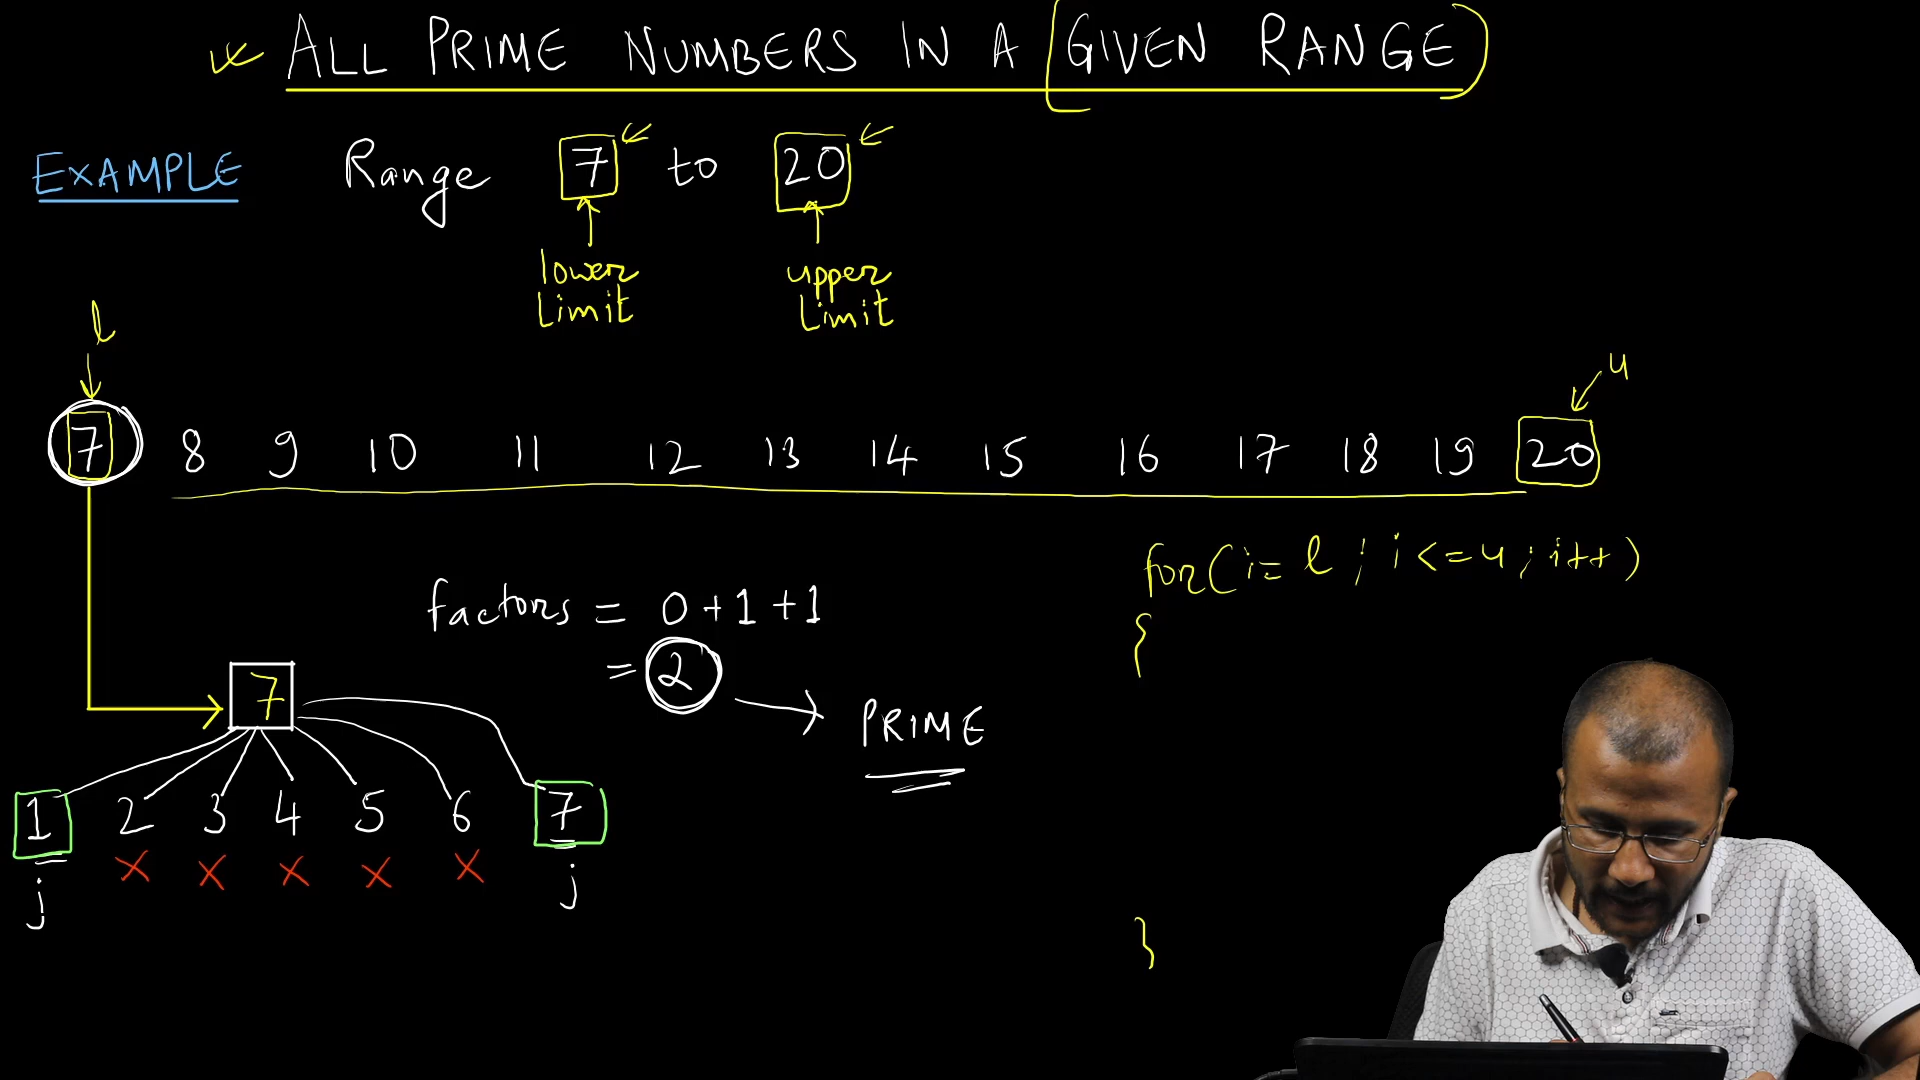 ALL PRIME NUMBERS IN A GIVEN RANGE
EXAMPLE Range 7 to 20
lower Limit
upper Limit
l
u
7 8 9 10 11 12 13 14 15 16 17 18 19 20
for(i=l; i<=u; i++)
{
factors = 0+1+1
= 2
PRIME
7
1 2 3 4 5 6 7
x x x x x
j j
}